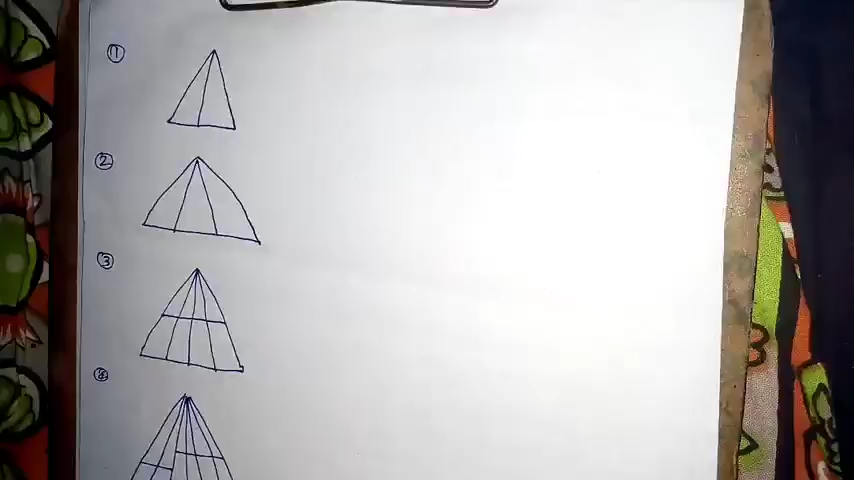 ①
②
③
④